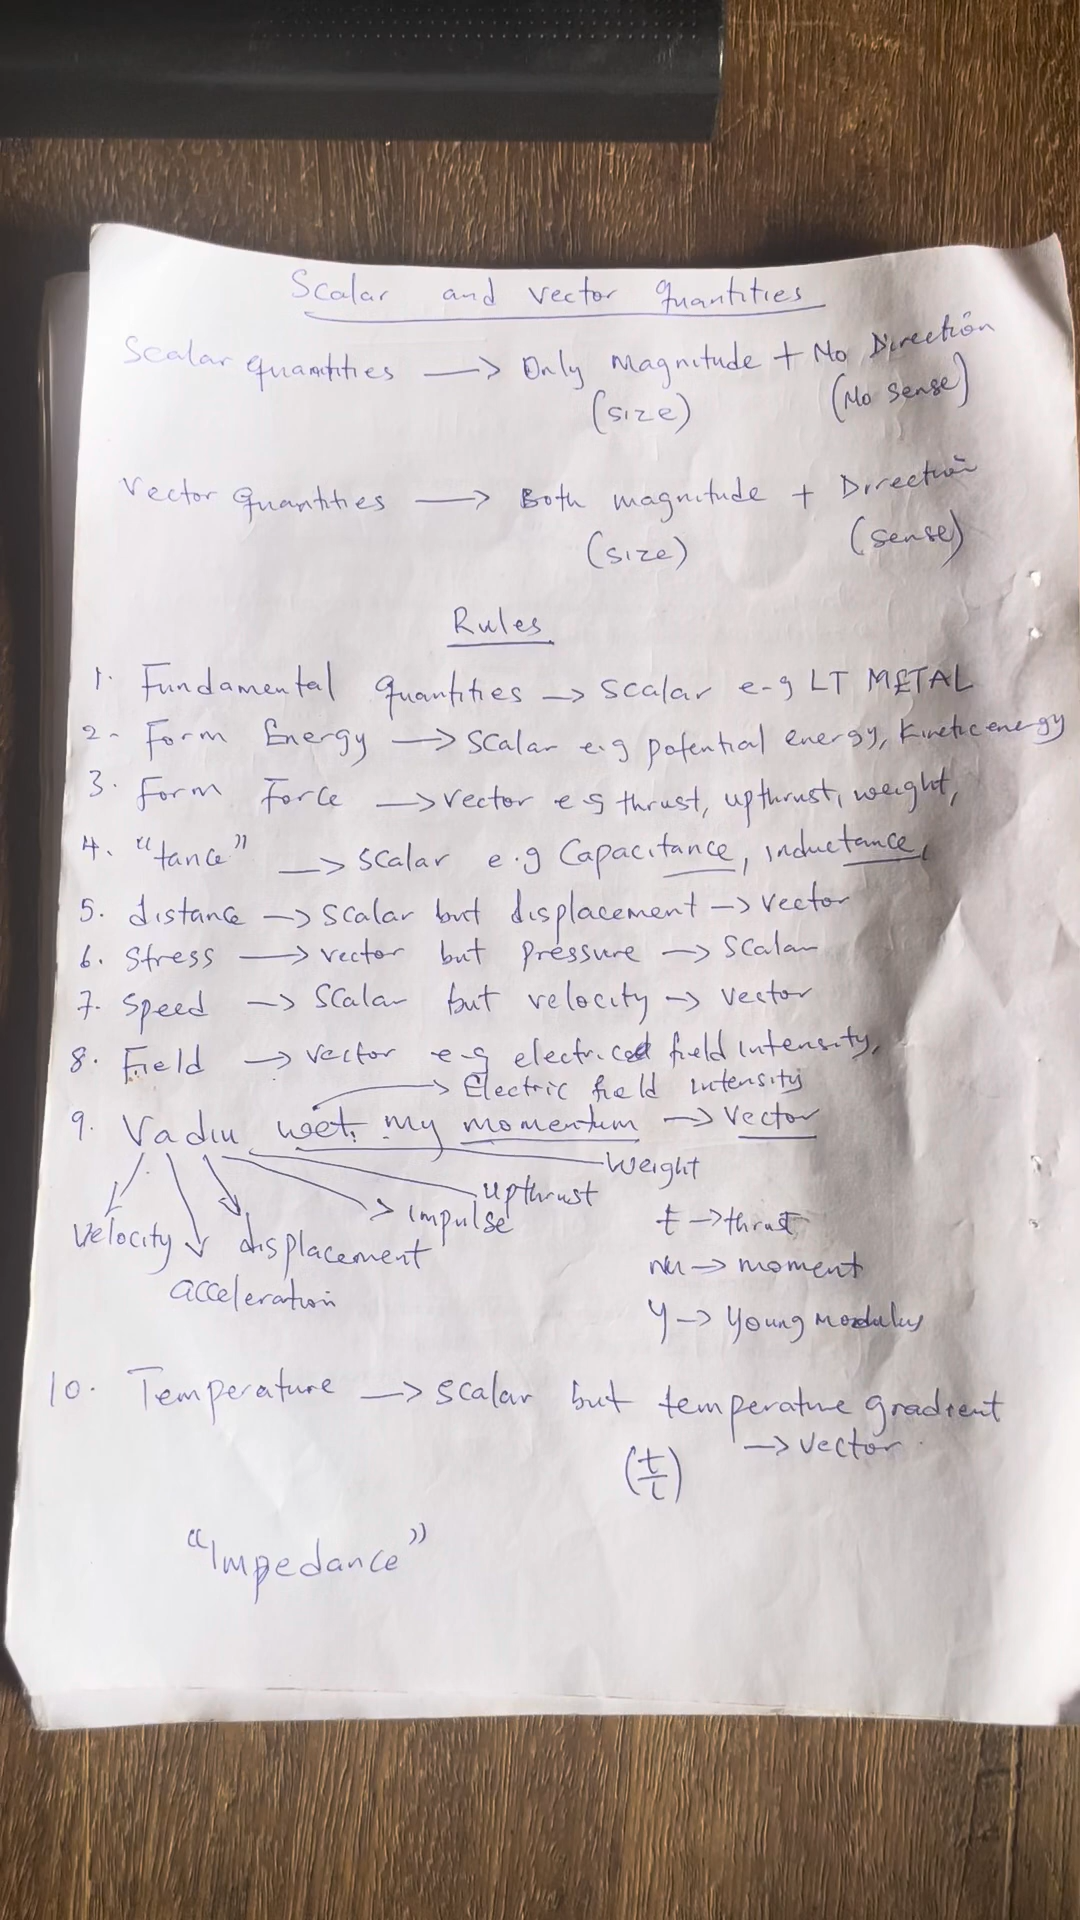 Scalar and vector quantities
Scalar quantities → Only magnitude + No Direction
(size) (No sense)
Vector quantities → Both magnitude + Direction
(size) (sense)
Rules
1. Fundamental quantities → scalar e-g LT METAL
2- Form Energy → Scalar e.g potential energy, kinetic energy
3. Form Force → vector e g thrust, upthrust, weight,
4. "tance" → scalar e.g Capacitance, inductance,
5. distance → scalar but displacement → vector
6. Stress → vector but pressure → scalar
7. Speed → scalar but velocity → vector
8. Field → vector e-g electrical field intensity,
→ Electric field intensity
9. Vadiu wet my momentum → Vector
Weight
upthrust
impulse
t → thrust
Velocity displacement
m → moment
acceleration
Y → Young modulus
10. Temperature → scalar but temperature gradient
→ vector
(t/l)
"Impedance"